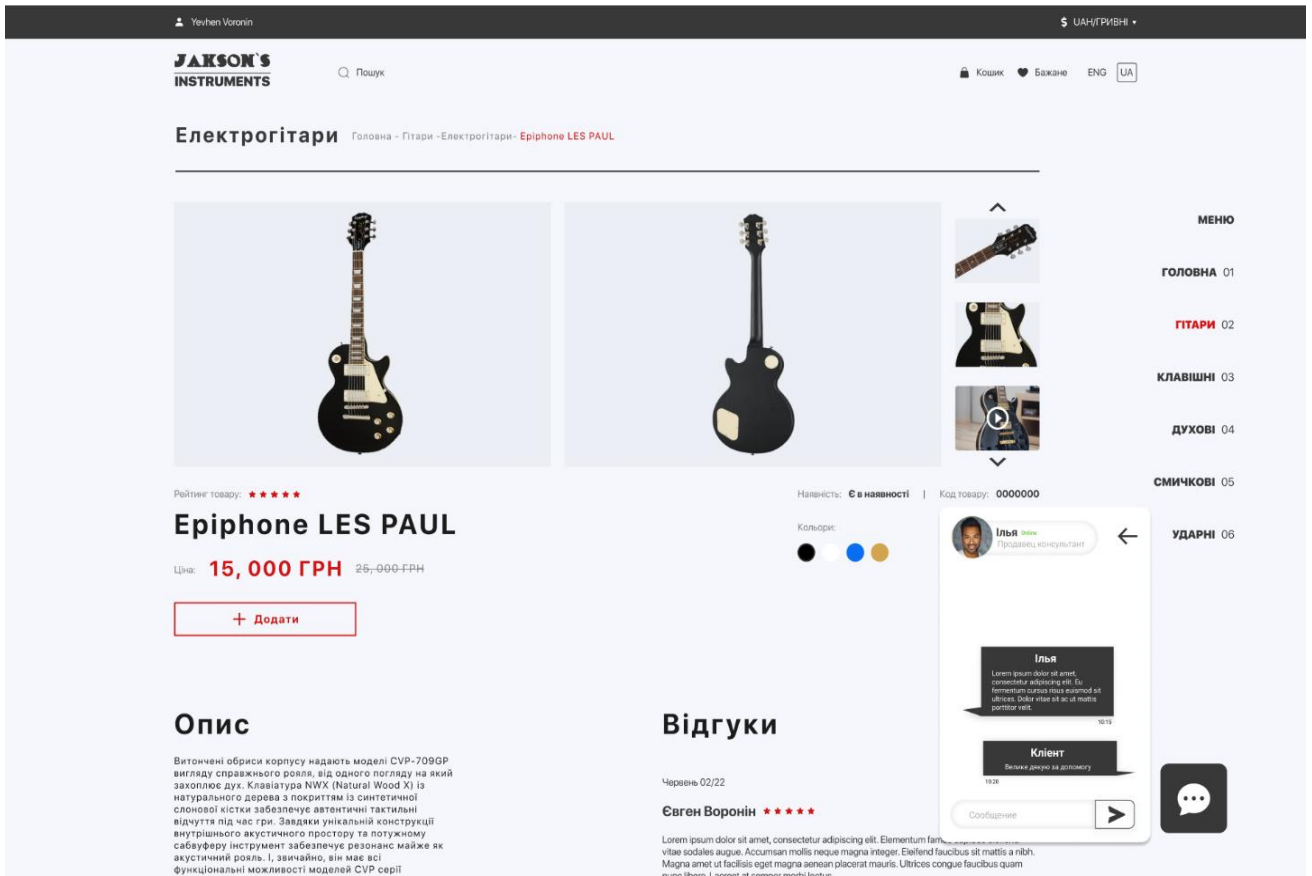 Yevhen Voronin
$ UAH/ГРИВНІ
JAKSON`S
INSTRUMENTS
Пошук
Кошик
Бажане
ENG
UA
Електрогітари
Головна - Гітари -Електрогітари- Epiphone LES PAUL
МЕНЮ
ГОЛОВНА 01
ГІТАРИ 02
КЛАВІШНІ 03
ДУХОВІ 04
СМИЧКОВІ 05
УДАРНІ 06
Рейтинг товару:
Наявність: Є в наявності | Код товару: 0000000
Epiphone LES PAUL
Кольори:
Ціна: 15, 000 ГРН 25, 000 ГРН
+ Додати
Ілья Online
Продавец консультант
Ілья
Lorem ipsum dolor sit amet,
consectetur adipiscing elit. Eu
fermentum cursus risus euismod sit
ultrices. Dolor vitae sit ac ut mattis
porttitor velit.
10:15
Кліент
Велике дякую за допомогу
Сообщение
Опис
Витончені обриси корпусу надають моделі CVP-709GP
вигляду справжнього рояля, від одного погляду на який
захоплює дух. Клавіатура NWX (Natural Wood X) із
натурального дерева з покриттям із синтетичної
слонової кістки забезпечує автентичні тактильні
відчуття під час гри. Завдяки унікальній конструкції
внутрішнього акустичного простору та потужному
сабвуферу інструмент забезпечує резонанс майже як
акустичний рояль. І, звичайно, він має всі
функціональні можливості моделей CVP серії
Відгуки
Червень 02/22
Євген Воронін
Lorem ipsum dolor sit amet, consectetur adipiscing elit. Elementum
vitae sodales augue. Accumsan mollis neque magna integer. Eleifend faucibus sit mattis a nibh.
Magna amet ut facilisis eget magna aenean placerat mauris. Ultrices congue faucibus quam